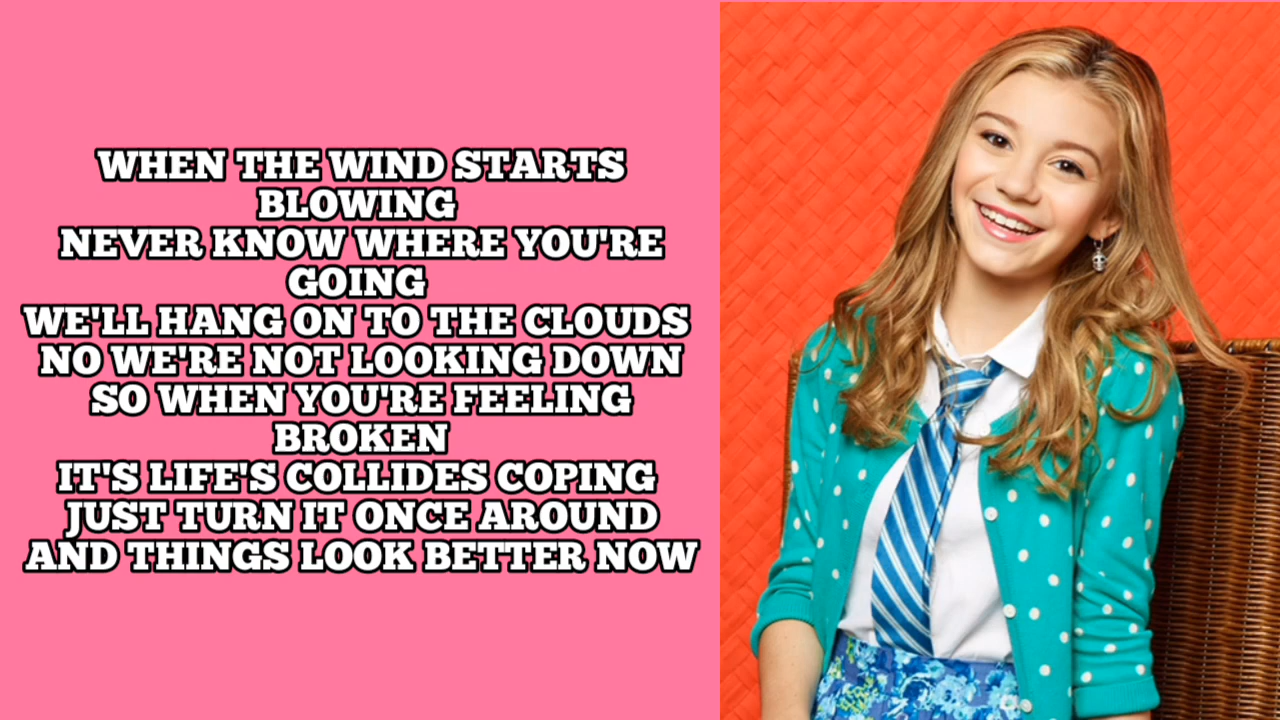 WHEN THE WIND STARTS
BLOWING
NEVER KNOW WHERE YOU'RE
GOING
WE'LL HANG ON TO THE CLOUDS
NO WE'RE NOT LOOKING DOWN
SO WHEN YOU'RE FEELING
BROKEN
IT'S LIFE'S COLLIDES COPING
JUST TURN IT ONCE AROUND
AND THINGS LOOK BETTER NOW